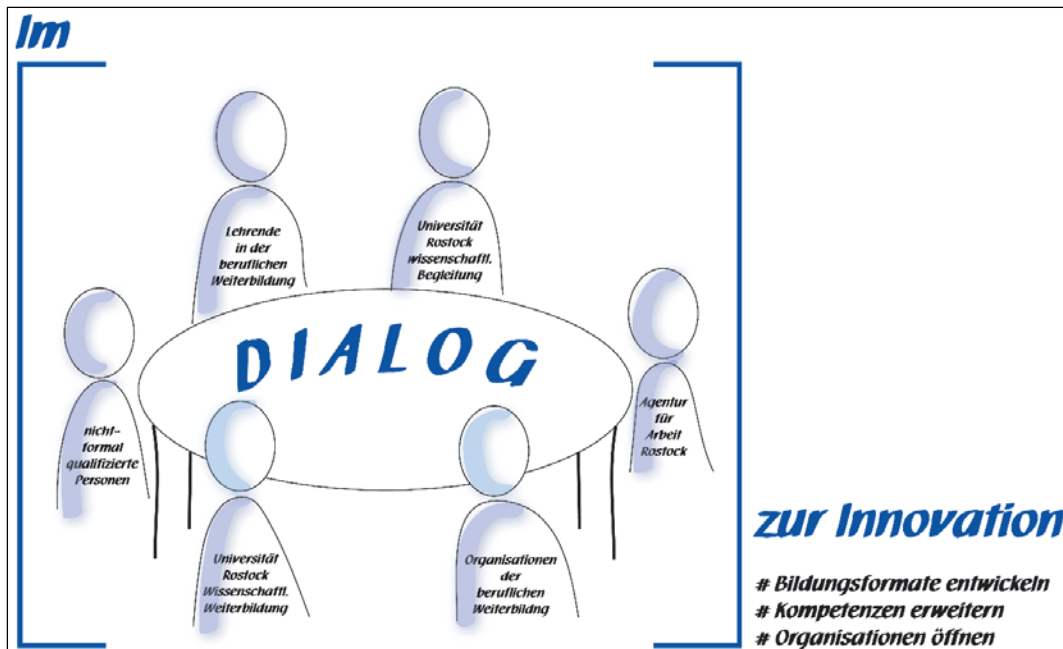 Im
Lehrende
in der
beruflichen
Weiterbildung
Universität
Rostock
wissenschaftl.
Begleitung
DIALOG
nicht-
formal
qualifizierte
Personen
Agentur
für
Arbeit
Rostock
Universität
Rostock
Wissenschaftl.
Weiterbildung
Organisationen
der
beruflichen
Weiterbildng
zur Innovation
# Bildungsformate entwickeln
# Kompetenzen erweitern
# Organisationen öffnen